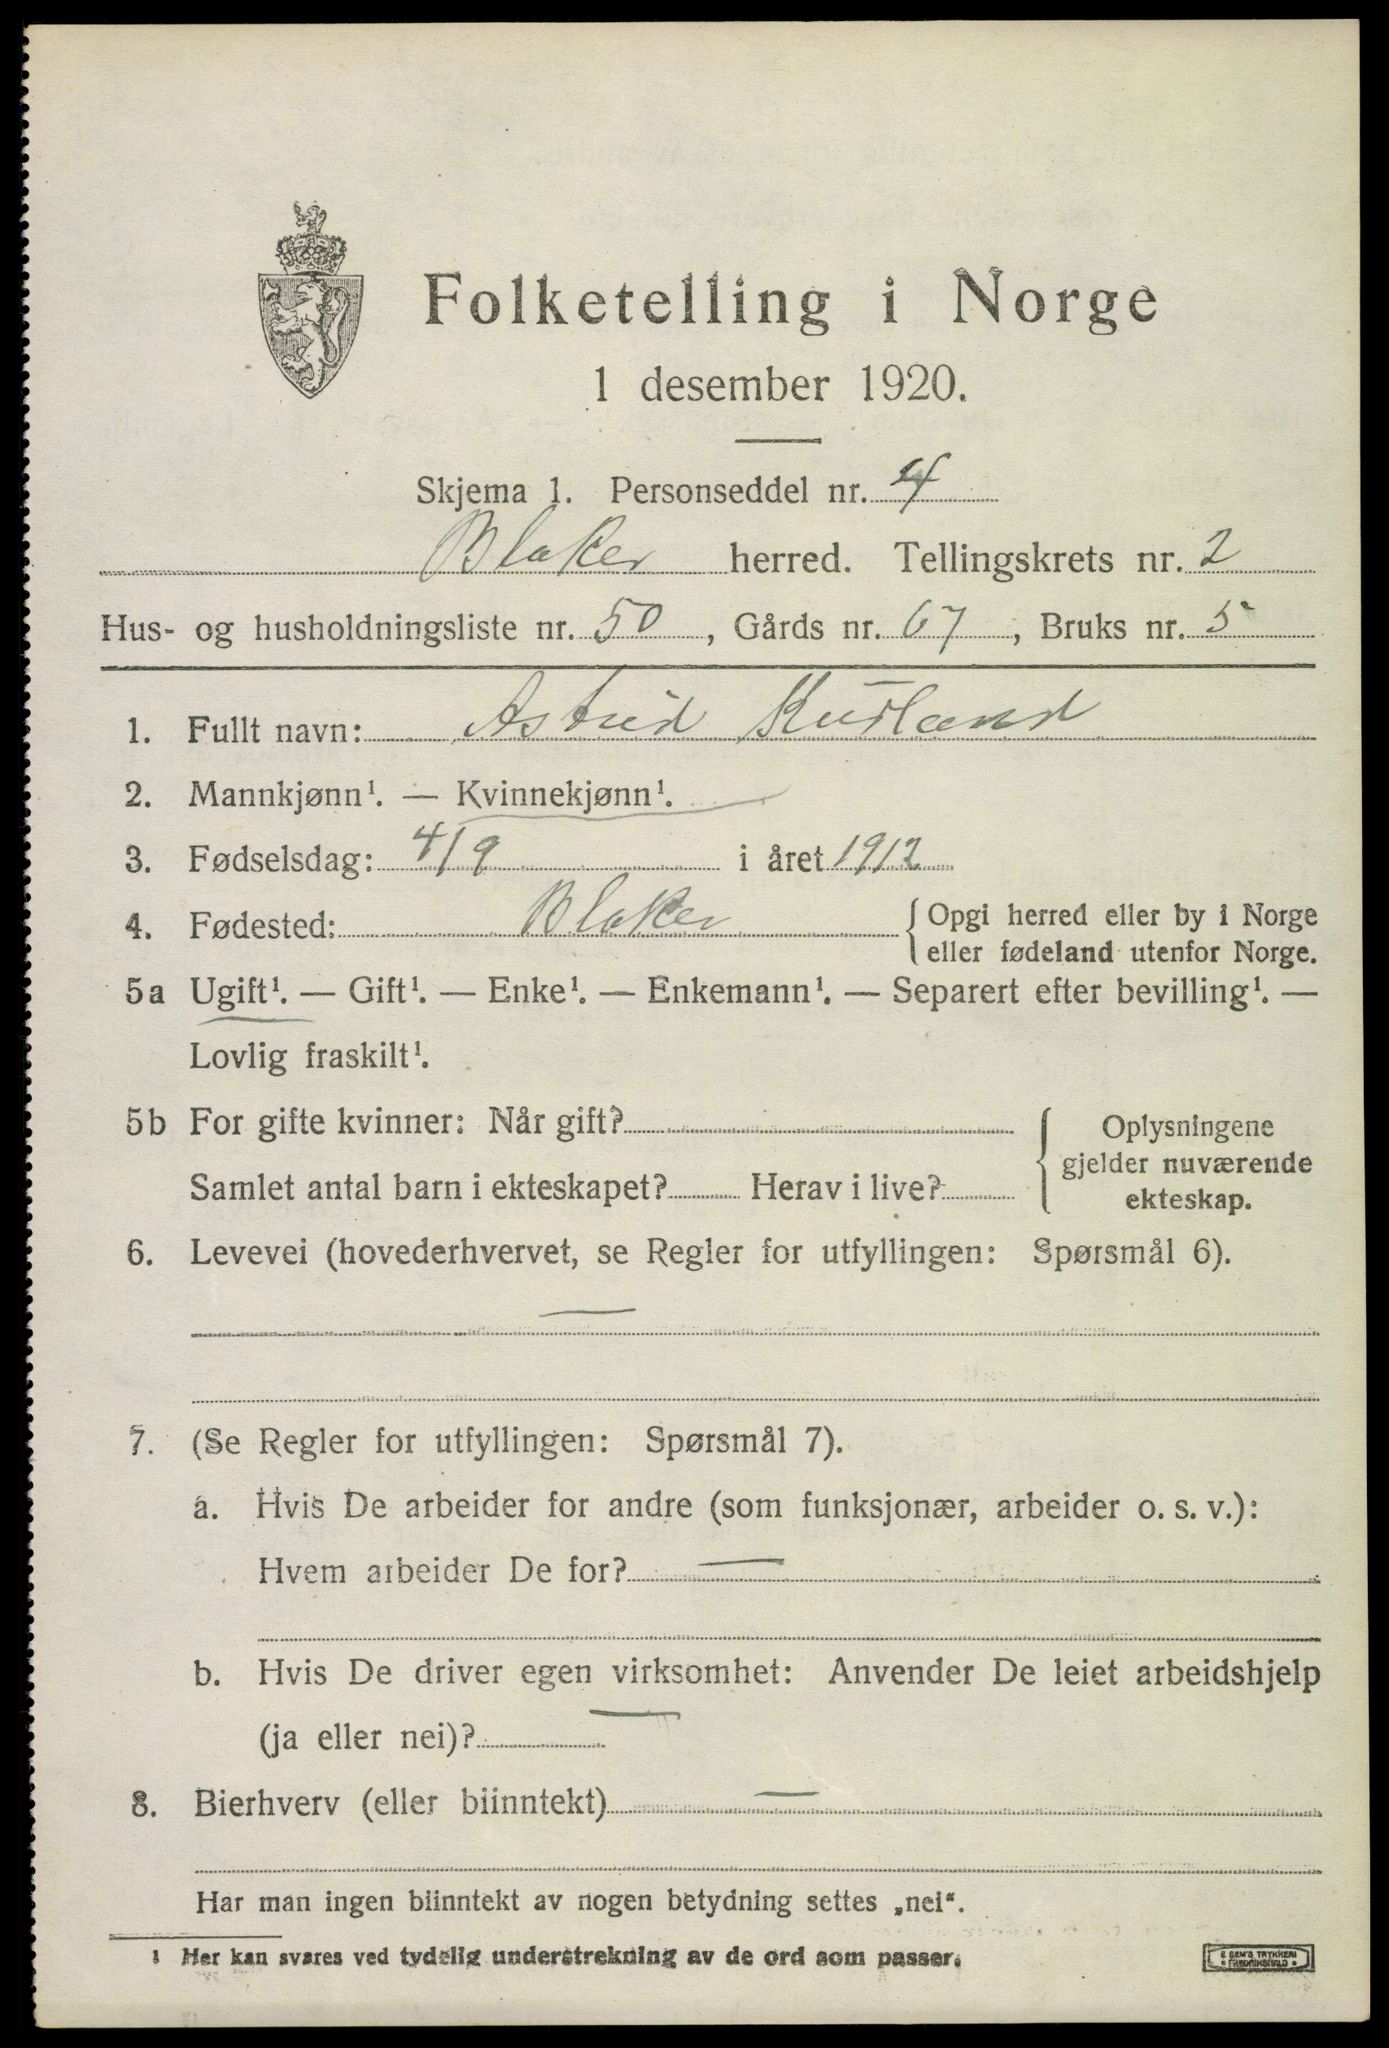 Folketelling i Norge
1 desember 1920.
Skjema 1. Personseddel nr. 4
Blaker herred. Tellingskrets nr. 2
Hus- og husholdningsliste nr. 50, Gårds nr. 67, Bruks nr. 5
1. Fullt navn: Astrid
2. Mannkjønn¹. — Kvinnekjønn¹.
3. Fødselsdag: 4/9 i året 1912
4. Fødested: Blaker { Opgi herred eller by i Norge
eller fødeland utenfor Norge.
5a Ugift¹. — Gift¹. — Enke¹. — Enkemann¹. — Separert efter bevilling¹. —
Lovlig fraskilt¹.
5b For gifte kvinner: Når gift?
Samlet antal barn i ekteskapet? Herav i live?
{ Oplysningene
gjelder nuværende
ekteskap.
6. Levevei (hovederhvervet, se Regler for utfyllingen: Spørsmål 6).
—
7. (Se Regler for utfyllingen: Spørsmål 7).
a. Hvis De arbeider for andre (som funksjonær, arbeider o. s. v.):
Hvem arbeider De for? —
b. Hvis De driver egen virksomhet: Anvender De leiet arbeidshjelp
(ja eller nei)? —
8. Bierhverv (eller biinntekt) —
Har man ingen biinntekt av nogen betydning settes „nei“.
¹ Her kan svares ved tydelig understrekning av de ord som passer.
E SEM'S TRYKKERI
FREDRIKSHALD